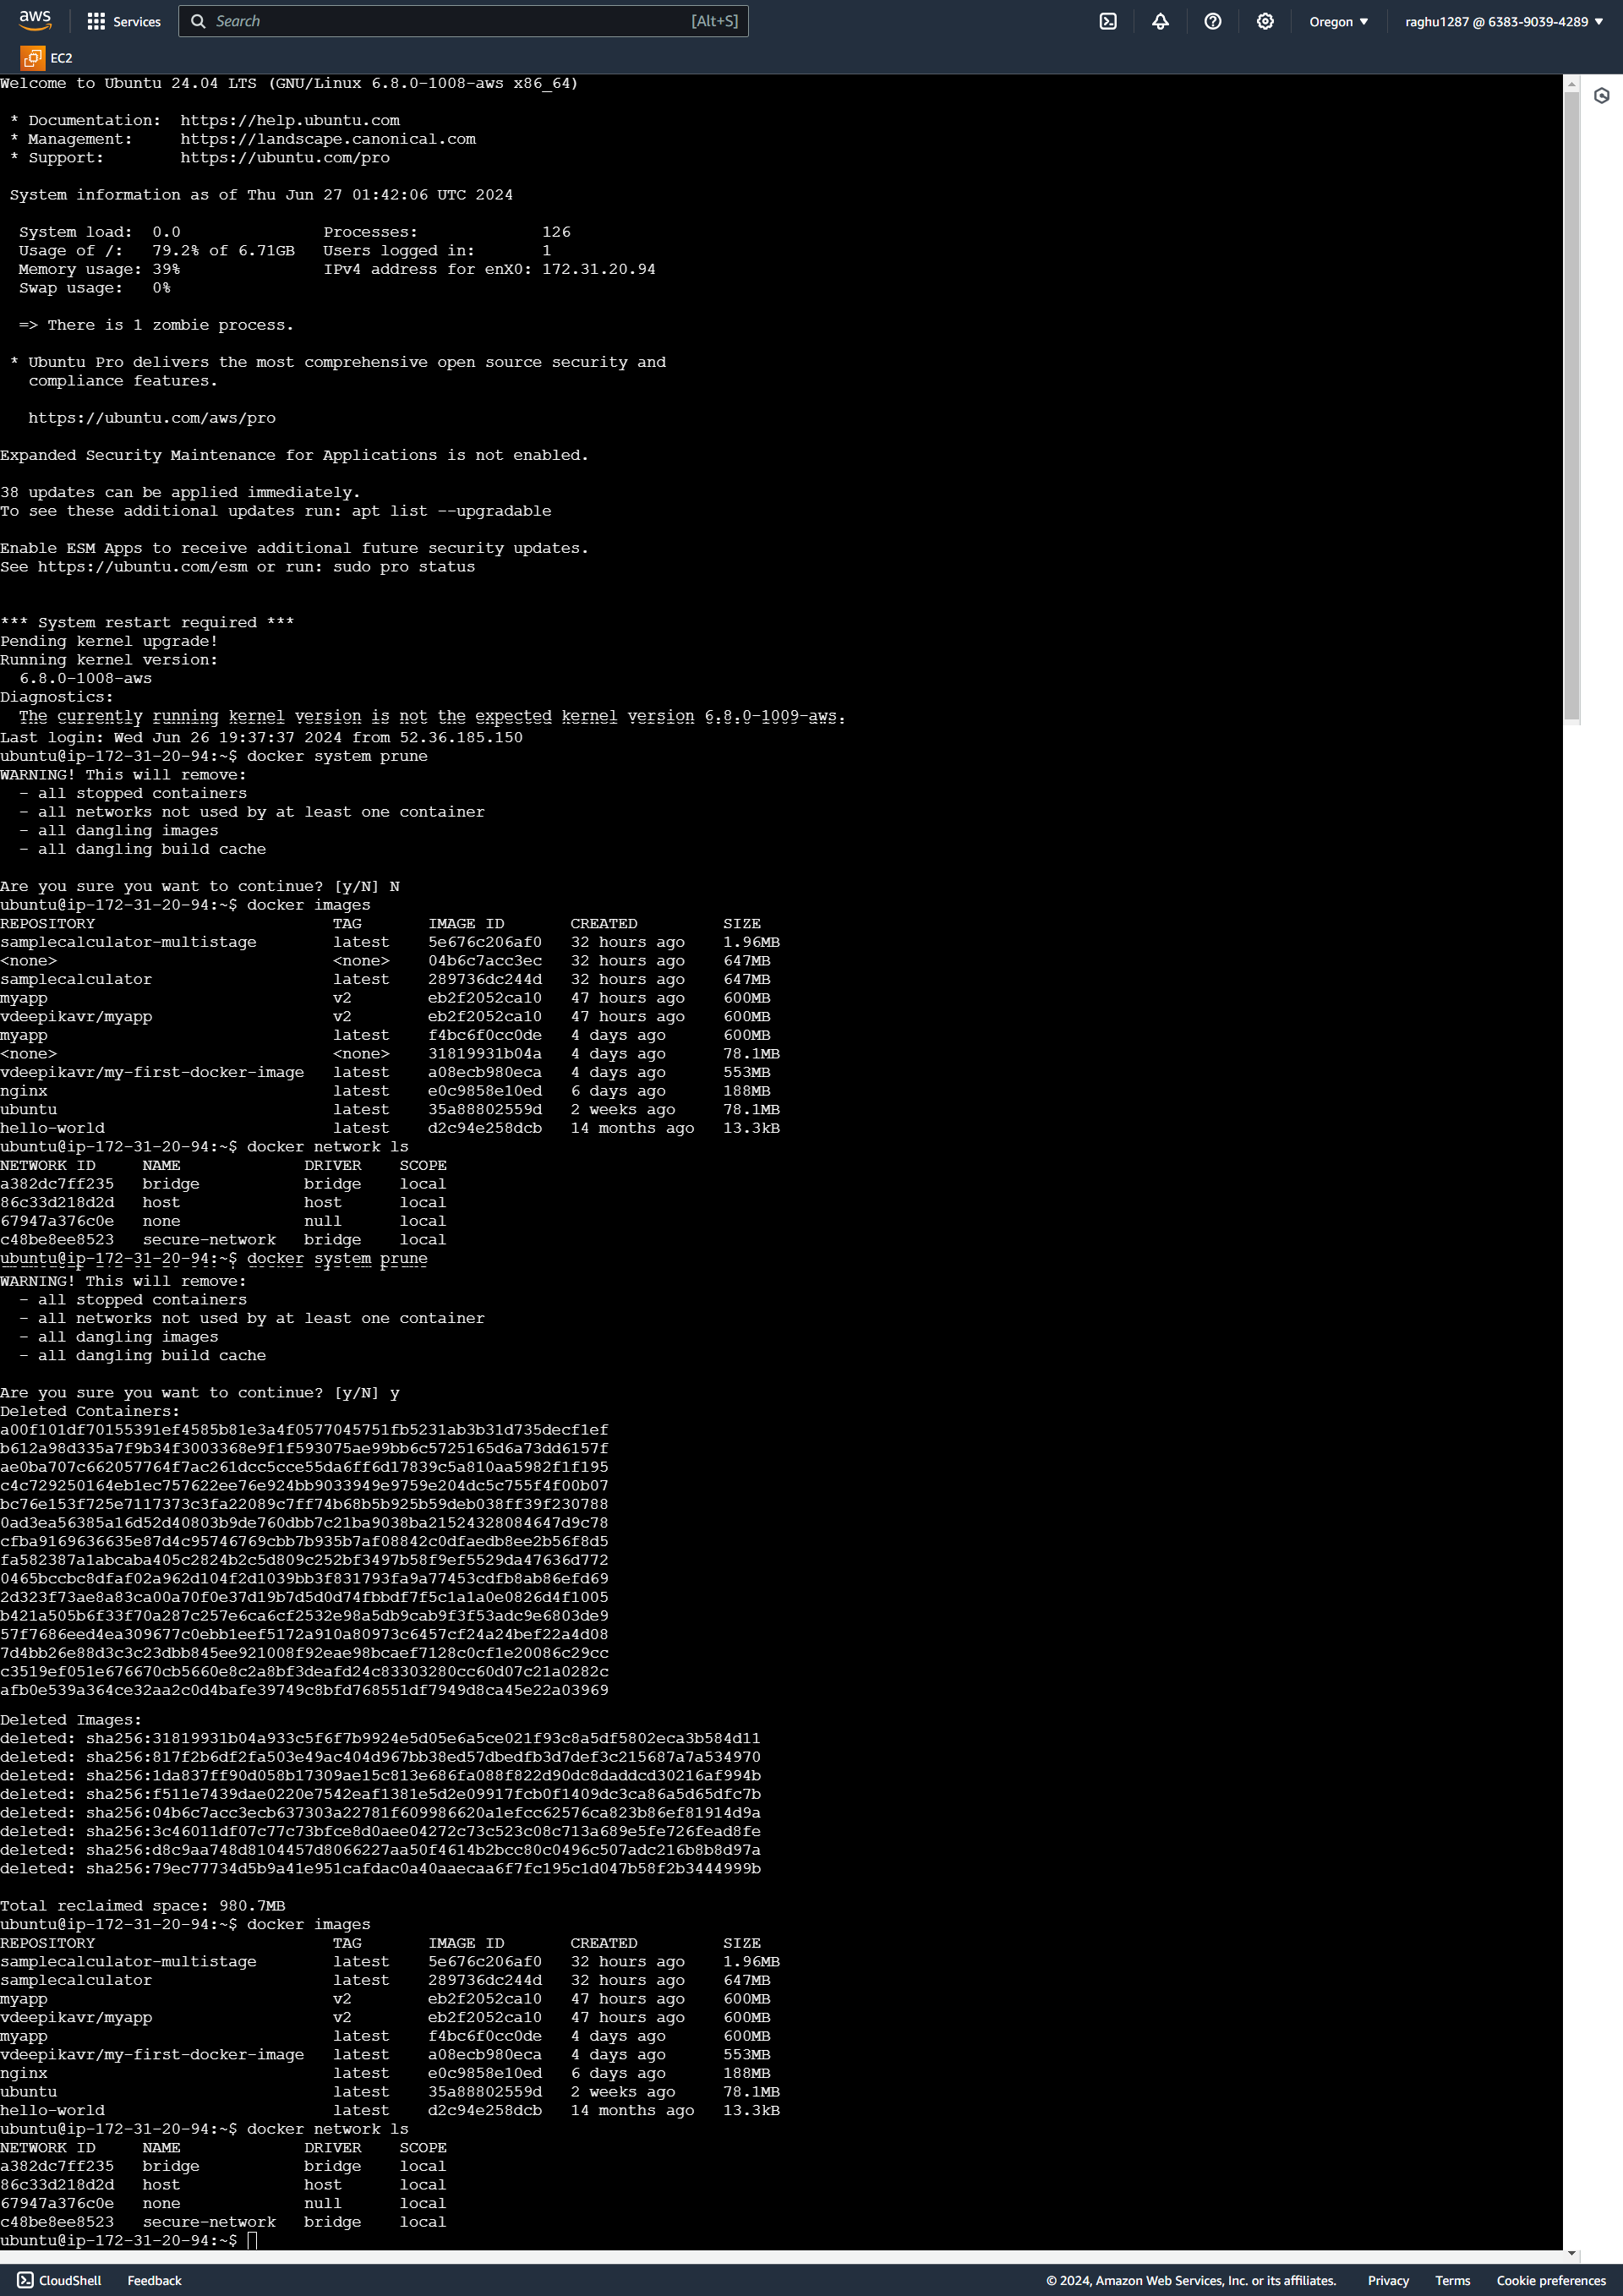 aws Services Search [Alt+S] Oregon ▼ raghu1287 @ 6383-9039-4289 ▼
EC2
Welcome to Ubuntu 24.04 LTS (GNU/Linux 6.8.0-1008-aws x86_64)
* Documentation: https://help.ubuntu.com
* Management: https://landscape.canonical.com
* Support: https://ubuntu.com/pro
System information as of Thu Jun 27 01:42:06 UTC 2024
System load: 0.0 Processes: 126
Usage of /: 79.2% of 6.71GB Users logged in: 1
Memory usage: 39% IPv4 address for enX0: 172.31.20.94
Swap usage: 0%
=> There is 1 zombie process.
* Ubuntu Pro delivers the most comprehensive open source security and
compliance features.
https://ubuntu.com/aws/pro
Expanded Security Maintenance for Applications is not enabled.
38 updates can be applied immediately.
To see these additional updates run: apt list --upgradable
Enable ESM Apps to receive additional future security updates.
See https://ubuntu.com/esm or run: sudo pro status
*** System restart required ***
Pending kernel upgrade!
Running kernel version:
6.8.0-1008-aws
Diagnostics:
The currently running kernel version is not the expected kernel version 6.8.0-1009-aws.
Last login: Wed Jun 26 19:37:37 2024 from 52.36.185.150
ubuntu@ip-172-31-20-94:~$ docker system prune
WARNING! This will remove:
- all stopped containers
- all networks not used by at least one container
- all dangling images
- all dangling build cache
Are you sure you want to continue? [y/N] N
ubuntu@ip-172-31-20-94:~$ docker images
REPOSITORY TAG IMAGE ID CREATED SIZE
samplecalculator-multistage latest 5e676c206af0 32 hours ago 1.96MB
<none> <none> 04b6c7acc3ec 32 hours ago 647MB
samplecalculator latest 289736dc244d 32 hours ago 647MB
myapp v2 eb2f2052ca10 47 hours ago 600MB
vdeepikavr/myapp v2 eb2f2052ca10 47 hours ago 600MB
myapp latest f4bc6f0cc0de 4 days ago 600MB
<none> <none> 31819931b04a 4 days ago 78.1MB
vdeepikavr/my-first-docker-image latest a08ecb980eca 4 days ago 553MB
nginx latest e0c9858e10ed 6 days ago 188MB
ubuntu latest 35a88802559d 2 weeks ago 78.1MB
hello-world latest d2c94e258dcb 14 months ago 13.3kB
ubuntu@ip-172-31-20-94:~$ docker network ls
NETWORK ID NAME DRIVER SCOPE
a382dc7ff235 bridge bridge local
86c33d218d2d host host local
67947a376c0e none null local
c48be8ee8523 secure-network bridge local
ubuntu@ip-172-31-20-94:~$ docker system prune
WARNING! This will remove:
- all stopped containers
- all networks not used by at least one container
- all dangling images
- all dangling build cache
Are you sure you want to continue? [y/N] y
Deleted Containers:
a00f101df70155391ef4585b81e3a4f0577045751fb5231ab3b31d735decf1ef
b612a98d335a7f9b34f3003368e9f1f593075ae99bb6c5725165d6a73dd6157f
ae0ba707c662057764f7ac261dcc5cce55da6ff6d17839c5a810aa5982f1f195
c4c729250164eb1ec757622ee76e924bb9033949e9759e204dc5c755f4f00b07
bc76e153f725e7117373c3fa22089c7ff74b68b5b925b59deb038ff39f230788
0ad3ea56385a16d52d40803b9de760dbb7c21ba9038ba21524328084647d9c78
cfba9169636635e87d4c95746769cbb7b935b7af08842c0dfaedb8ee2b56f8d5
fa582387a1abcaba405c2824b2c5d809c252bf3497b58f9ef5529da47636d772
0465bccbc8dfaf02a962d104f2d1039bb3f831793fa9a77453cdfb8ab86efd69
2d323f73ae8a83ca00a70f0e37d19b7d5d0d74fbbdf7f5c1a1a0e0826d4f1005
b421a505b6f33f70a287c257e6ca6cf2532e98a5db9cab9f3f53adc9e6803de9
57f7686eed4ea309677c0ebb1eef5172a910a80973c6457cf24a24bef22a4d08
7d4bb26e88d3c3c23dbb845ee921008f92eae98bcaef7128c0cf1e20086c29cc
c3519ef051e676670cb5660e8c2a8bf3deafd24c83303280cc60d07c21a0282c
afb0e539a364ce32aa2c0d4bafe39749c8bfd768551df7949d8ca45e22a03969
Deleted Images:
deleted: sha256:31819931b04a933c5f6f7b9924e5d05e6a5ce021f93c8a5df5802eca3b584d11
deleted: sha256:817f2b6df2fa503e49ac404d967bb38ed57dbedfb3d7def3c215687a7a534970
deleted: sha256:1da837ff90d058b17309ae15c813e686fa088f822d90dc8daddcd30216af994b
deleted: sha256:f511e7439dae0220e7542eaf1381e5d2e09917fcb0f1409dc3ca86a5d65dfc7b
deleted: sha256:04b6c7acc3ecb637303a22781f609986620a1efcc62576ca823b86ef81914d9a
deleted: sha256:3c46011df07c77c73bfce8d0aee04272c73c523c08c713a689e5fe726fead8fe
deleted: sha256:d8c9aa748d8104457d8066227aa50f4614b2bcc80c0496c507adc216b8b8d97a
deleted: sha256:79ec77734d5b9a41e951cafdac0a40aaecaa6f7fc195c1d047b58f2b3444999b
Total reclaimed space: 980.7MB
ubuntu@ip-172-31-20-94:~$ docker images
REPOSITORY TAG IMAGE ID CREATED SIZE
samplecalculator-multistage latest 5e676c206af0 32 hours ago 1.96MB
samplecalculator latest 289736dc244d 32 hours ago 647MB
myapp v2 eb2f2052ca10 47 hours ago 600MB
vdeepikavr/myapp v2 eb2f2052ca10 47 hours ago 600MB
myapp latest f4bc6f0cc0de 4 days ago 600MB
vdeepikavr/my-first-docker-image latest a08ecb980eca 4 days ago 553MB
nginx latest e0c9858e10ed 6 days ago 188MB
ubuntu latest 35a88802559d 2 weeks ago 78.1MB
hello-world latest d2c94e258dcb 14 months ago 13.3kB
ubuntu@ip-172-31-20-94:~$ docker network ls
NETWORK ID NAME DRIVER SCOPE
a382dc7ff235 bridge bridge local
86c33d218d2d host host local
67947a376c0e none null local
c48be8ee8523 secure-network bridge local
ubuntu@ip-172-31-20-94:~$
CloudShell Feedback © 2024, Amazon Web Services, Inc. or its affiliates. Privacy Terms Cookie preferences